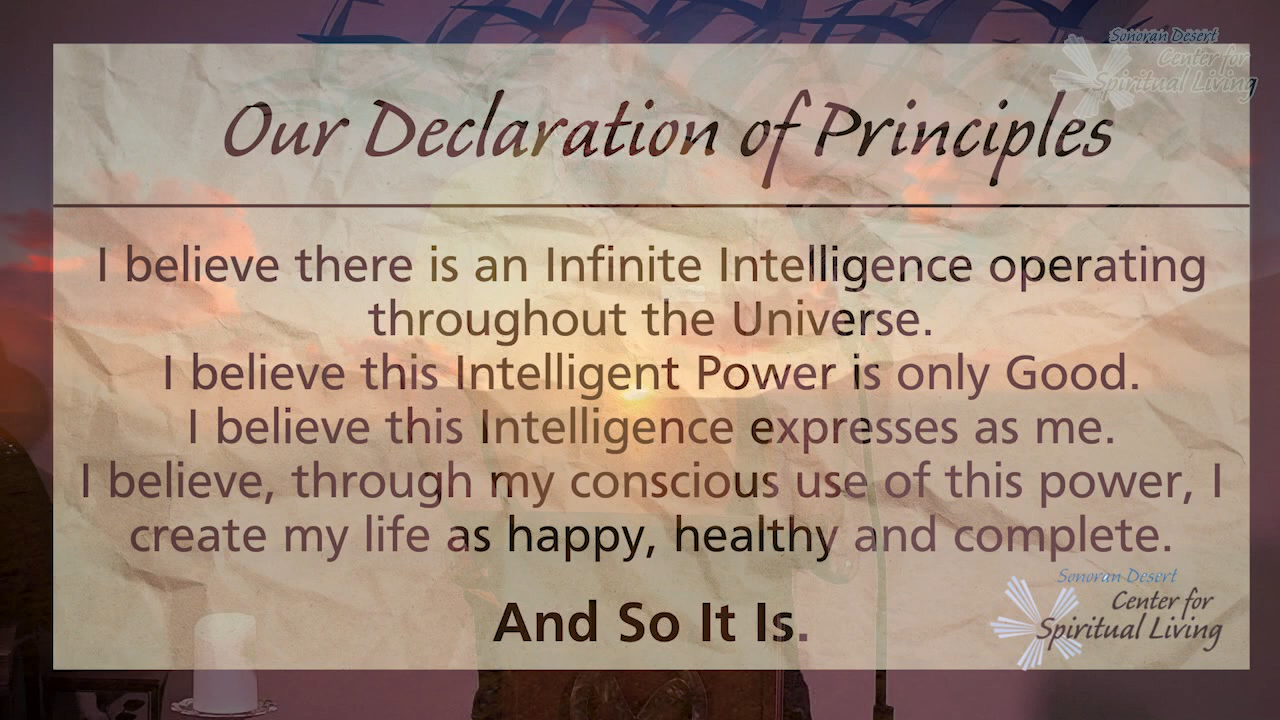 Sonoran Desert
Center for
Spiritual Living
Our Declaration of Principles
I believe there is an Infinite Intelligence operating
throughout the Universe.
I believe this Intelligent Power is only Good.
I believe this Intelligence expresses as me.
I believe, through my conscious use of this power, I
create my life as happy, healthy and complete.
And So It Is.
Sonoran Desert
Center for
Spiritual Living